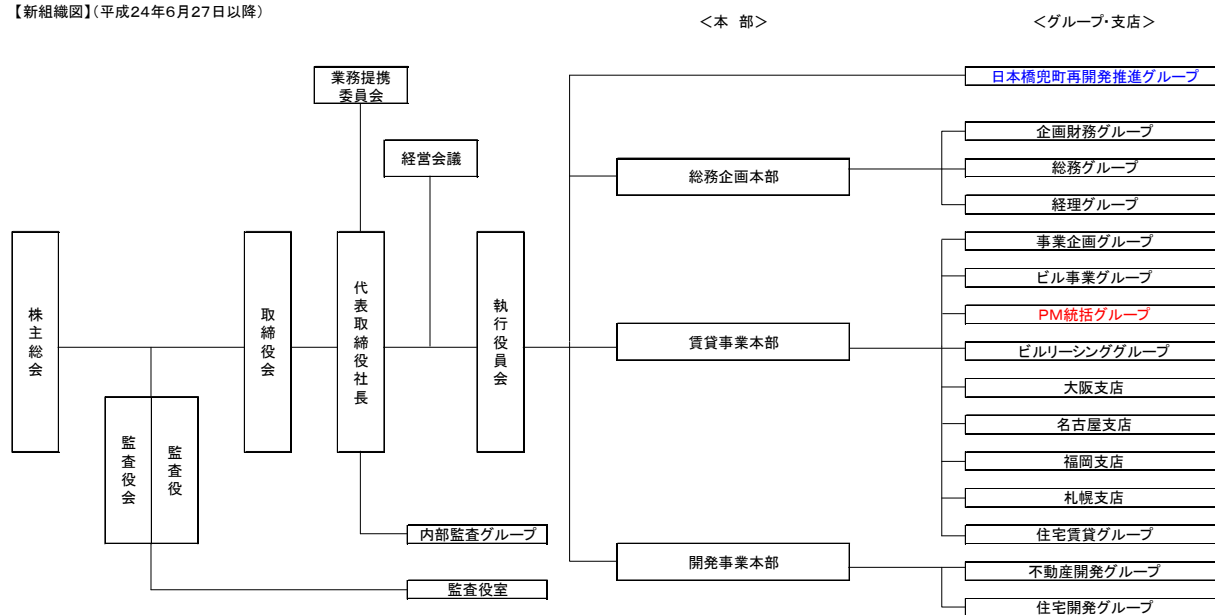 【新組織図】(平成24年6月27日以降)
＜本 部＞
＜グループ・支店＞
業務提携
委員会
経営会議
株主総会
監査役会
監査役
取締役会
代表取締役社長
執行役員会
内部監査グループ
監査役室
総務企画本部
賃貸事業本部
開発事業本部
日本橋兜町再開発推進グループ
企画財務グループ
総務グループ
経理グループ
事業企画グループ
ビル事業グループ
PM統括グループ
ビルリーシンググループ
大阪支店
名古屋支店
福岡支店
札幌支店
住宅賃貸グループ
不動産開発グループ
住宅開発グループ